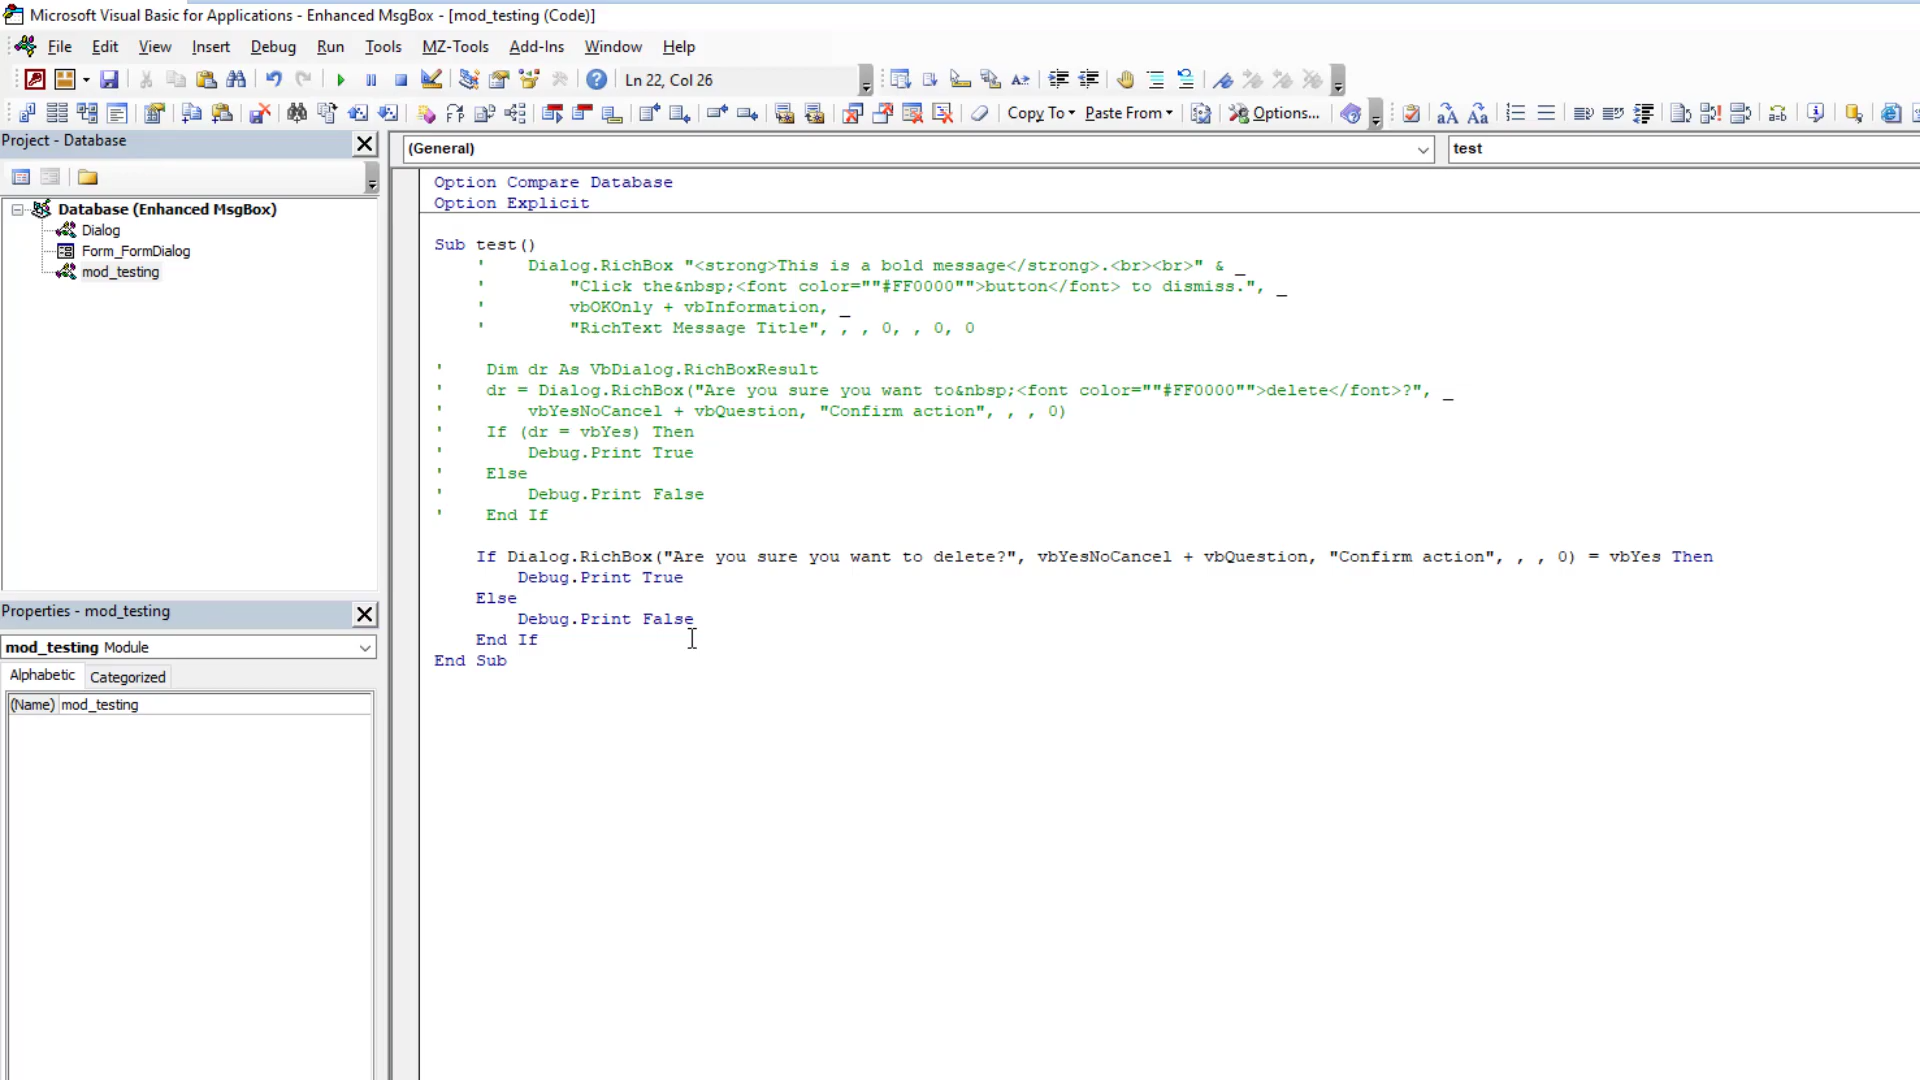 Microsoft Visual Basic for Applications - Enhanced MsgBox - [mod_testing (Code)]
File Edit View Insert Debug Run Tools MZ-Tools Add-Ins Window Help
Ln 22, Col 26
Copy To Paste From Options...
Project - Database
(General) test
Database (Enhanced MsgBox)
Dialog
Form_FormDialog
mod_testing
Option Compare Database
Option Explicit
Sub test()
'    Dialog.RichBox "<strong>This is a bold message</strong>.<br><br>" & _
'        "Click the&nbsp;<font color=""#FF0000"">button</font> to dismiss.", _
'        vbOKOnly + vbInformation, _
'        "RichText Message Title", , , 0, , 0, 0
'    Dim dr As VbDialog.RichBoxResult
'    dr = Dialog.RichBox("Are you sure you want to&nbsp;<font color=""#FF0000"">delete</font>?", _
'        vbYesNoCancel + vbQuestion, "Confirm action", , , 0)
'    If (dr = vbYes) Then
'        Debug.Print True
'    Else
'        Debug.Print False
'    End If
If Dialog.RichBox("Are you sure you want to delete?", vbYesNoCancel + vbQuestion, "Confirm action", , , 0) = vbYes Then
Debug.Print True
Else
Debug.Print False
End If
End Sub
Properties - mod_testing
mod_testing Module
Alphabetic Categorized
(Name) mod_testing